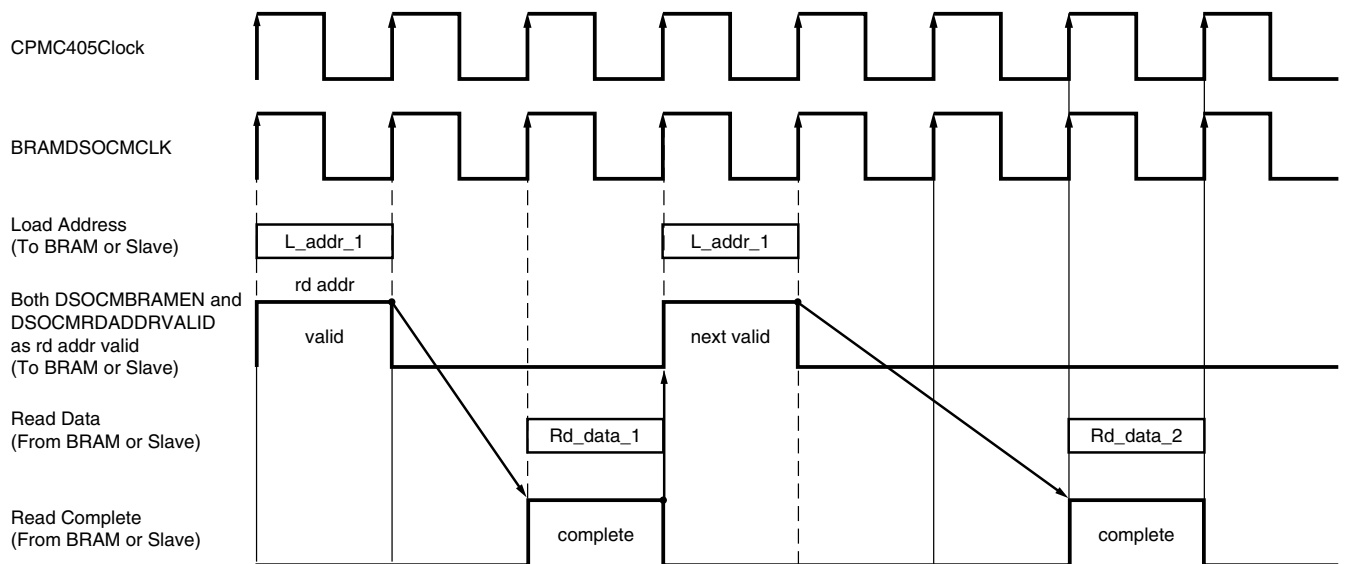 CPMC405Clock
BRAMDSOCMCLK
Load Address
(To BRAM or Slave)
L_addr_1
L_addr_1
rd addr
Both DSOCMBRAMEN and
DSOCMRDADDRVALID
as rd addr valid
(To BRAM or Slave)
valid
next valid
Read Data
(From BRAM or Slave)
Rd_data_1
Rd_data_2
Read Complete
(From BRAM or Slave)
complete
complete